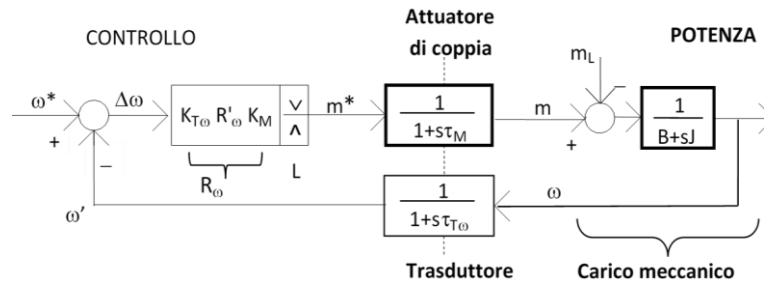 CONTROLLO
Attuatore
di coppia
POTENZA
ω*
+
−
Δω
K_Tω R'_ω K_M
R_ω
L
m*
1
1+sτ_M
m
+
m_L
−
1
B+sJ
ω'
1
1+sτ_Tω
ω
Trasduttore
Carico meccanico